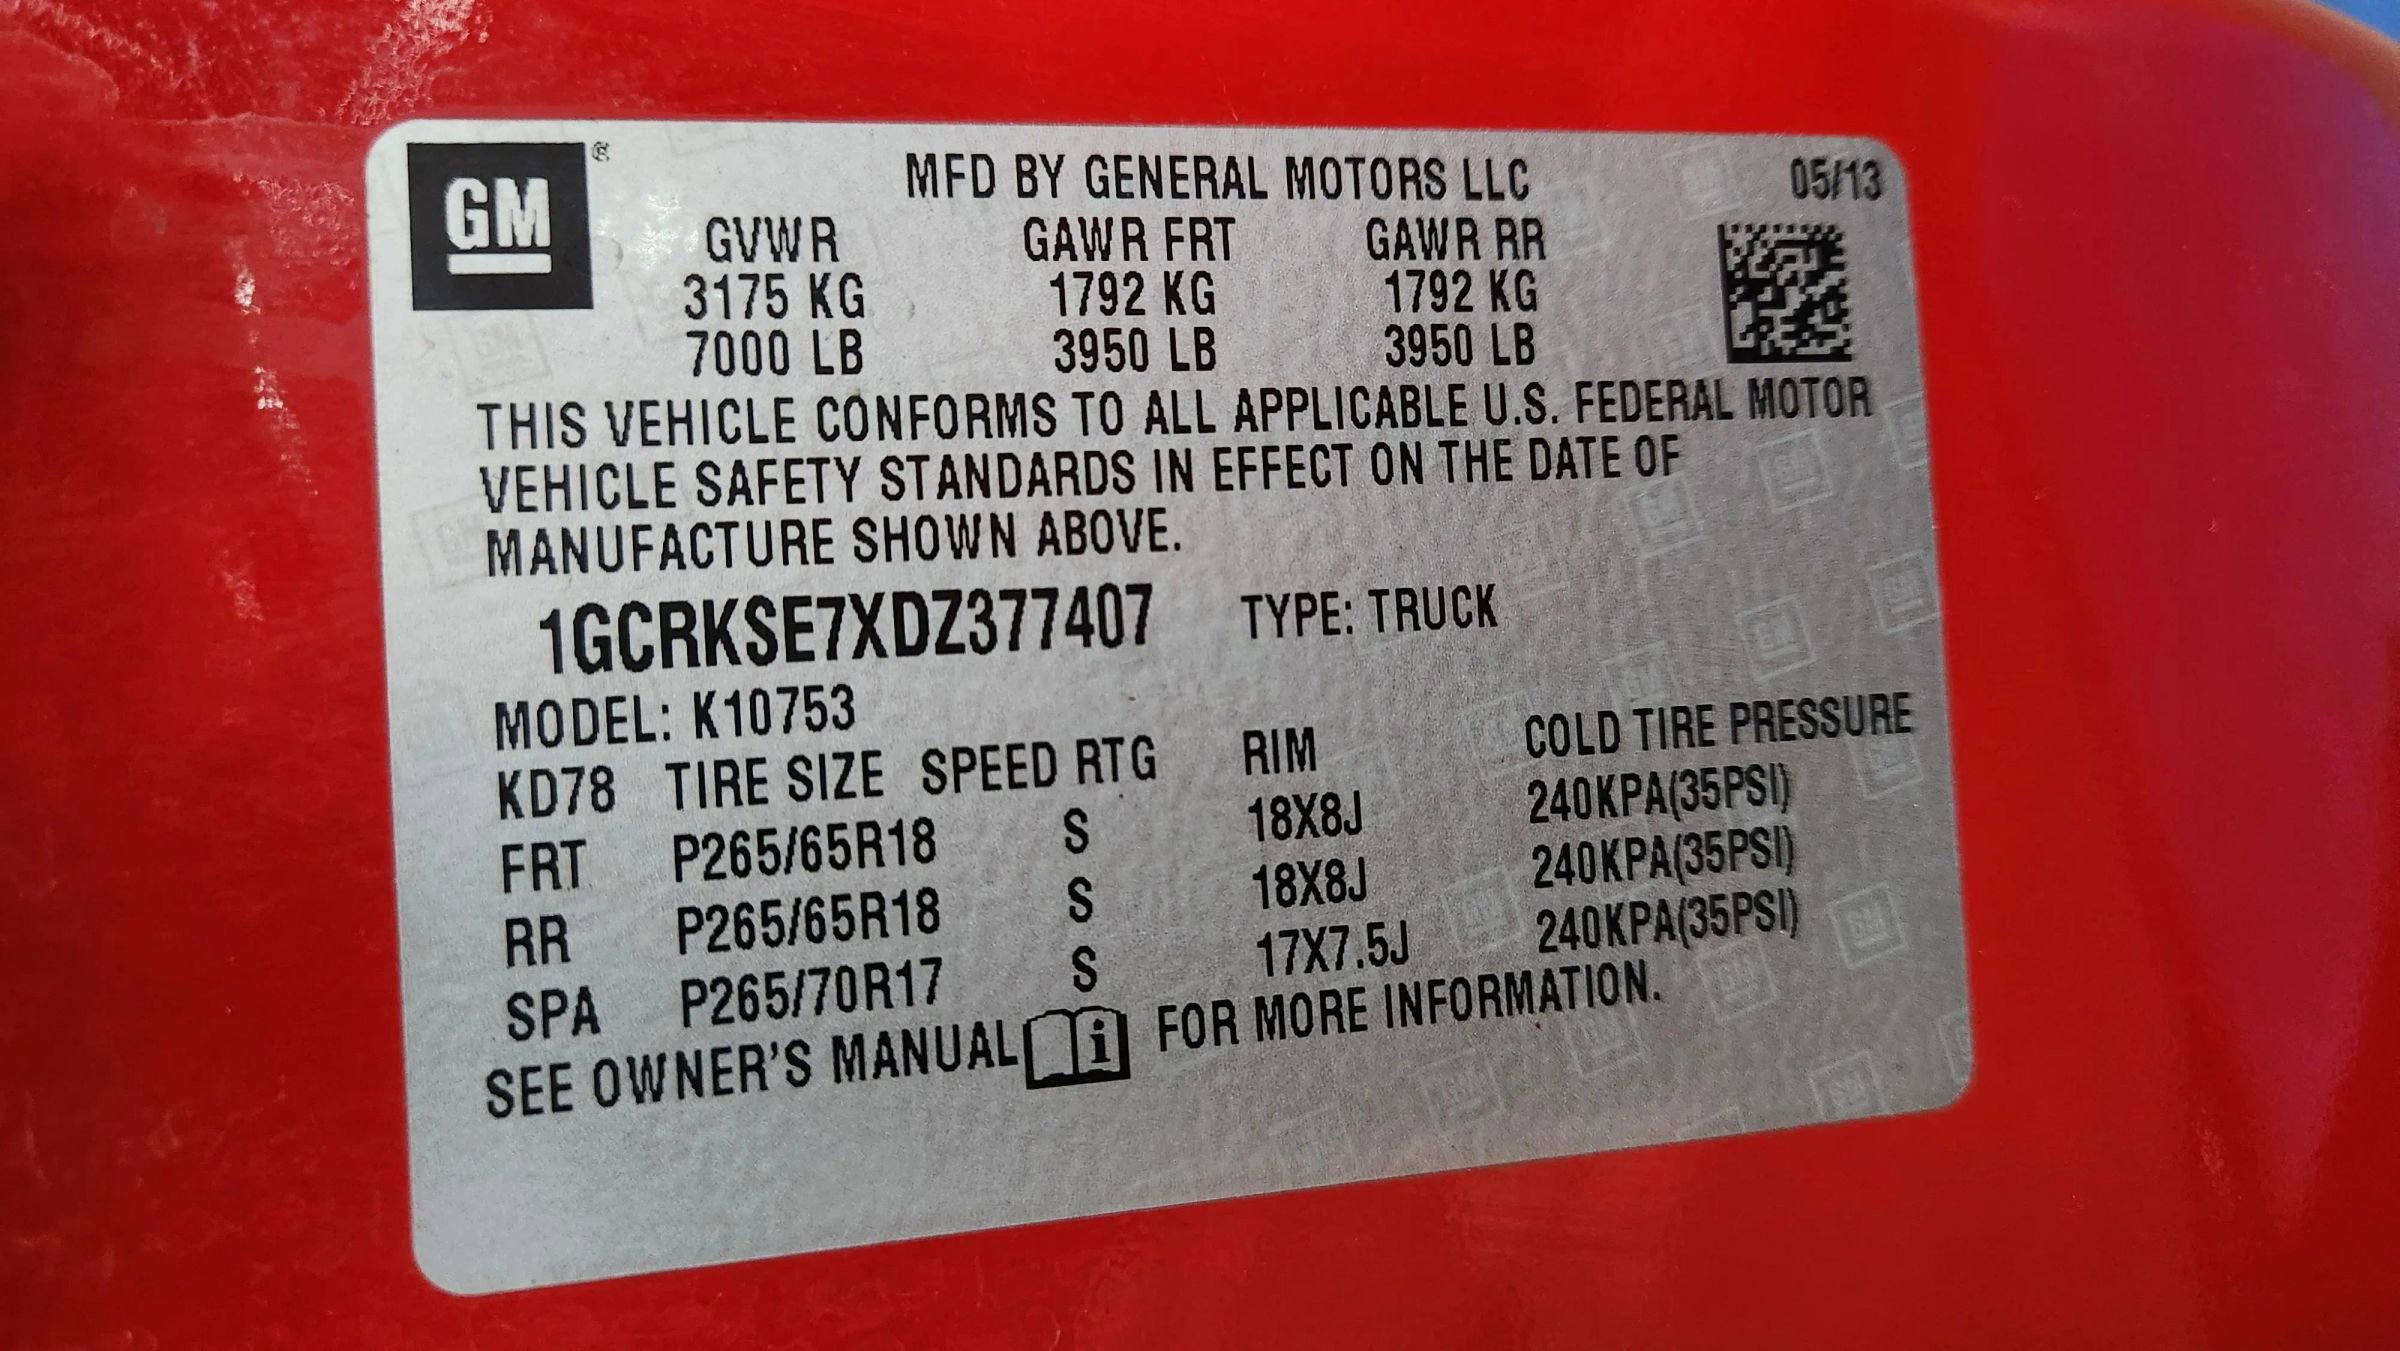 GM ®
MFD BY GENERAL MOTORS LLC 05/13
GVWR GAWR FRT GAWR RR
3175 KG 1792 KG 1792 KG
7000 LB 3950 LB 3950 LB
THIS VEHICLE CONFORMS TO ALL APPLICABLE U.S. FEDERAL MOTOR
VEHICLE SAFETY STANDARDS IN EFFECT ON THE DATE OF
MANUFACTURE SHOWN ABOVE.
1GCRKSE7XDZ377407 TYPE: TRUCK
MODEL: K10753
KD78 TIRE SIZE SPEED RTG RIM COLD TIRE PRESSURE
FRT P265/65R18 S 18X8J 240KPA(35PSI)
RR P265/65R18 S 18X8J 240KPA(35PSI)
SPA P265/70R17 S 17X7.5J 240KPA(35PSI)
SEE OWNER'S MANUAL i FOR MORE INFORMATION.